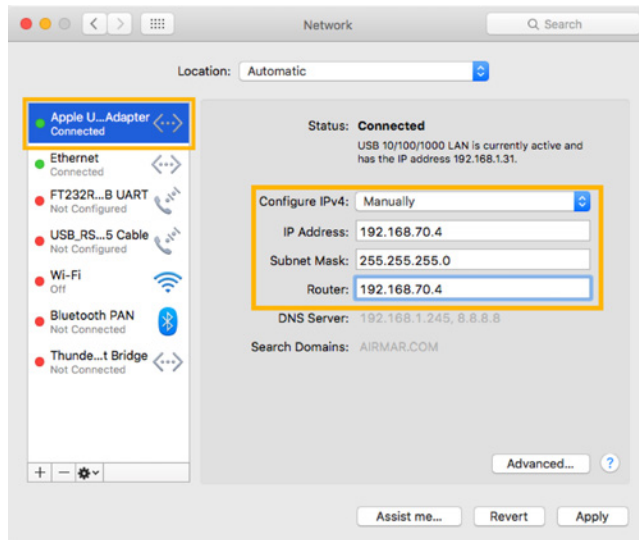 Network
Search
Location: Automatic
Apple U...Adapter
Connected
Ethernet
Connected
FT232R...B UART
Not Configured
USB_RS...5 Cable
Not Configured
Wi-Fi
Off
Bluetooth PAN
Not Connected
Thunde...t Bridge
Not Connected
Status: Connected
USB 10/100/1000 LAN is currently active and
has the IP address 192.168.1.31.
Configure IPv4: Manually
IP Address: 192.168.70.4
Subnet Mask: 255.255.255.0
Router: 192.168.70.4
DNS Server: 192.168.1.245, 8.8.8.8
Search Domains: AIRMAR.COM
Advanced... ?
Assist me... Revert Apply